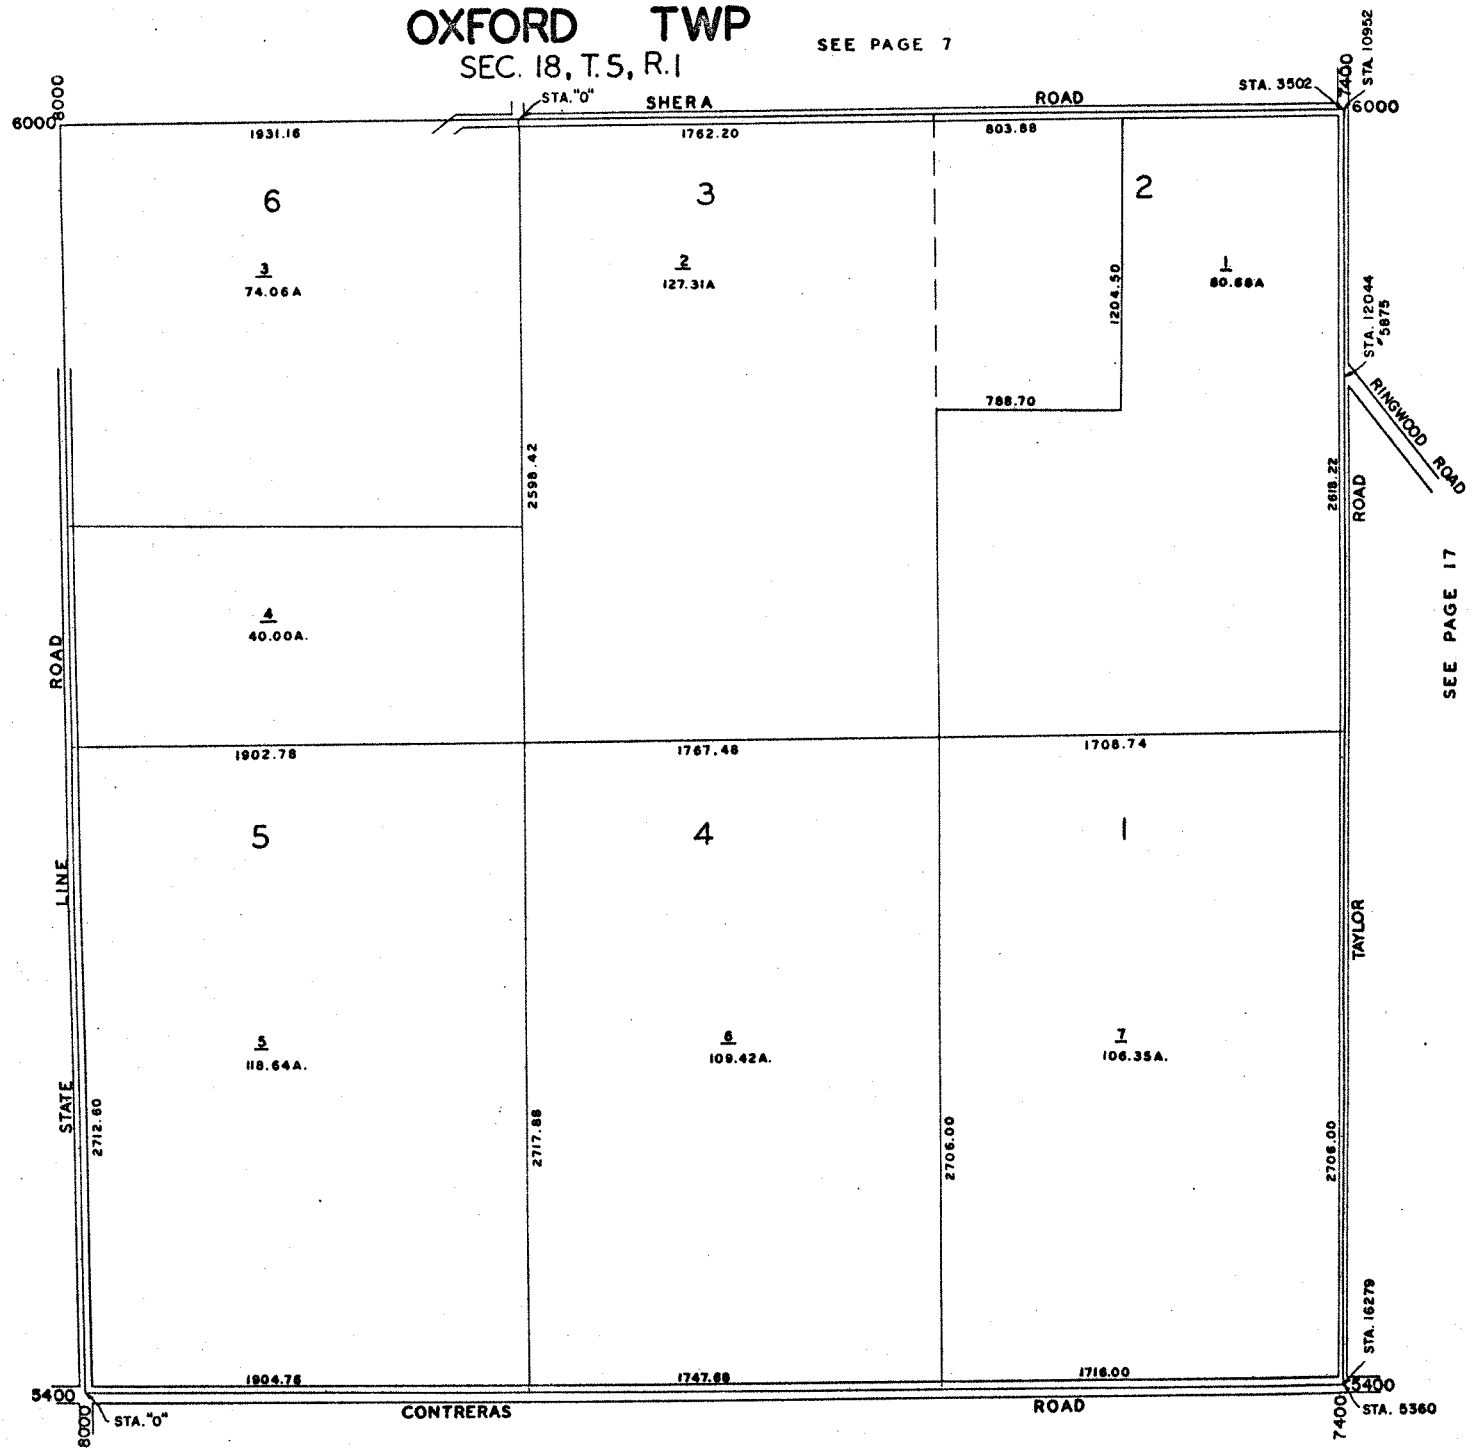 OXFORD TWP
SEE PAGE 7
SEC. 18, T. 5, R. 1
STA. 10952
7400
STA. 3502
6000
8000
6000
STA. "0"
SHERA ROAD
1931.16
1762.20
803.88
6
3
2
3
74.06A
2
127.31A
1
80.68A
1204.50
STA. 12044
#5875
788.70
RINGWOOD ROAD
2598.42
2618.22
ROAD
SEE PAGE 17
4
40.00A.
ROAD
1902.78
1767.48
1708.74
5
4
1
LINE
TAYLOR
5
118.64A.
6
109.42A.
7
106.35A.
STATE
2712.60
2717.88
2706.00
2706.00
STA. 16279
1904.76
1747.68
1716.00
5400
5400
8000
STA. "0"
CONTRERAS ROAD
7400
STA. 5360